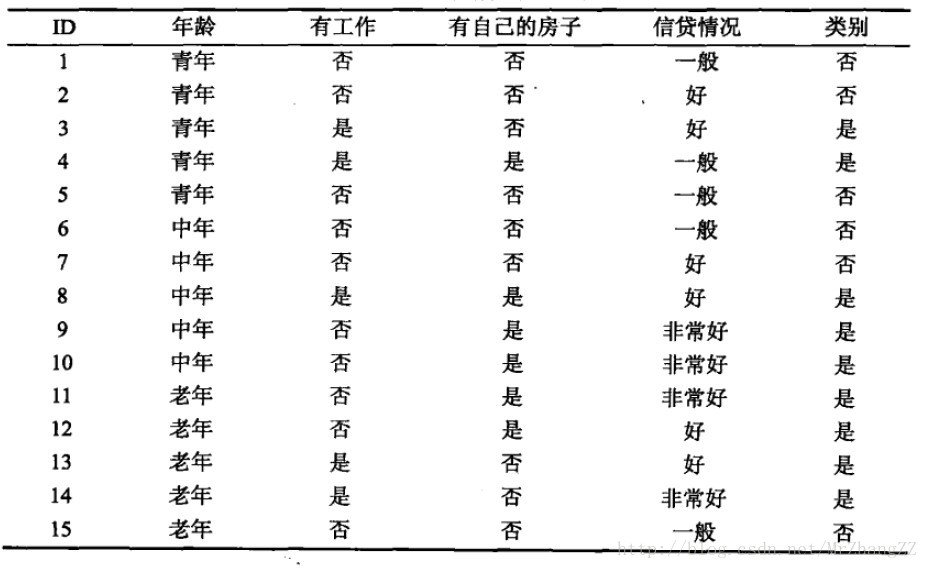 ID 年龄 有工作 有自己的房子 信贷情况 类别
1 青年 否 否 一般 否
2 青年 否 否 好 否
3 青年 是 否 好 是
4 青年 是 是 一般 是
5 青年 否 否 一般 否
6 中年 否 否 一般 否
7 中年 否 否 好 否
8 中年 是 是 好 是
9 中年 否 是 非常好 是
10 中年 否 是 非常好 是
11 老年 否 是 非常好 是
12 老年 否 是 好 是
13 老年 是 否 好 是
14 老年 是 否 非常好 是
15 老年 否 否 一般 否
http://blog.csdn.net/MrZhangZZ